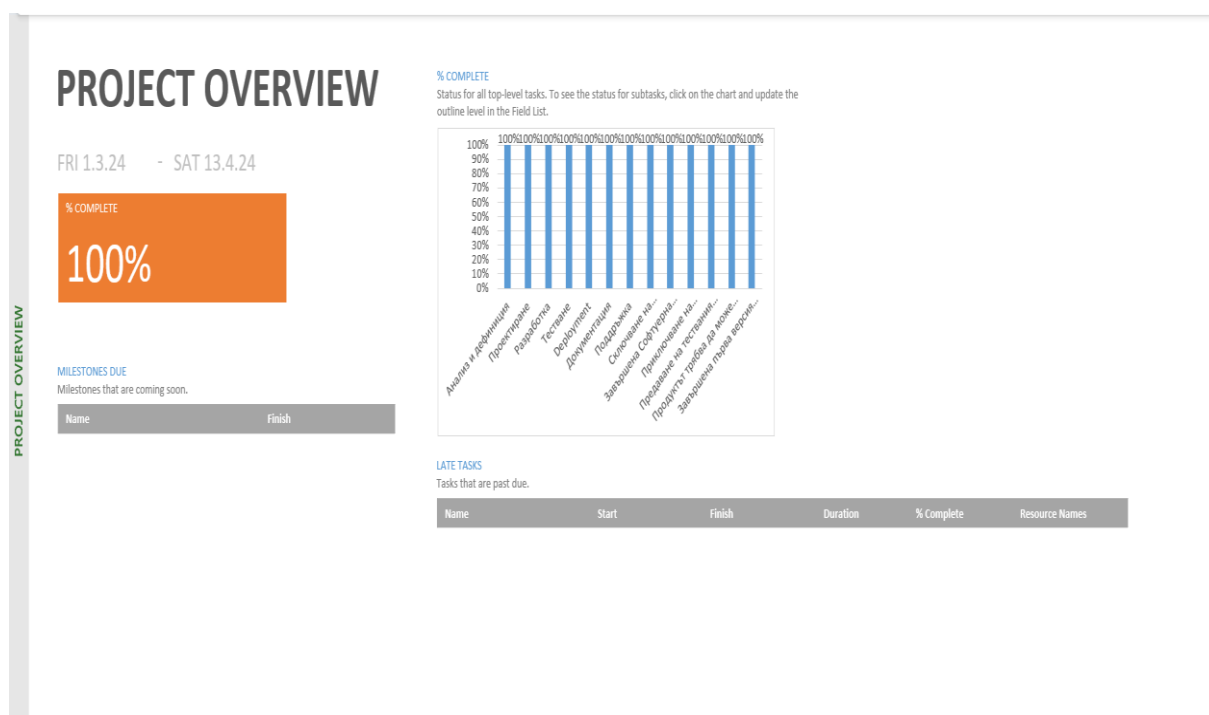 PROJECT OVERVIEW
PROJECT OVERVIEW
FRI 1.3.24 - SAT 13.4.24
% COMPLETE
100%
MILESTONES DUE
Milestones that are coming soon.
Name Finish
% COMPLETE
Status for all top-level tasks. To see the status for subtasks, click on the chart and update the
outline level in the Field List.
100% 100% 100% 100% 100% 100% 100% 100% 100% 100% 100% 100% 100%
100%
90%
80%
70%
60%
50%
40%
30%
20%
10%
0%
Анализ и дефиниция
Проектиране
Разработка
Тестване
Deployment
Документация
Поддръжка
Сключване на...
Завършена Софтуерна...
Приключване на...
Предаване на тествания...
Продуктът трябва да може...
Завършена първа версия...
LATE TASKS
Tasks that are past due.
Name Start Finish Duration % Complete Resource Names